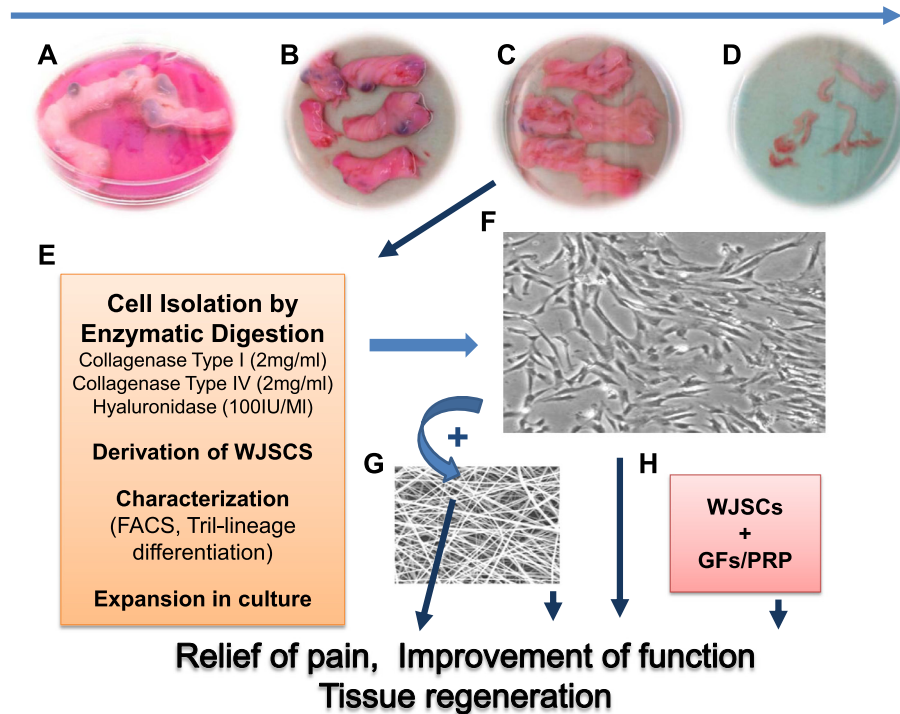 A
B
C
D
E
Cell Isolation by
Enzymatic Digestion
Collagenase Type I (2mg/ml)
Collagenase Type IV (2mg/ml)
Hyaluronidase (100IU/Ml)
Derivation of WJSCS
Characterization
(FACS, Tril-lineage
differentiation)
Expansion in culture
F
+
G
H
WJSCs
+
GFs/PRP
Relief of pain, Improvement of function
Tissue regeneration